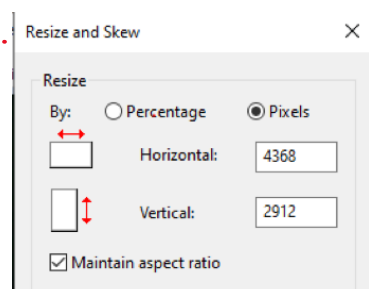 Resize and Skew
Resize
By: Percentage Pixels
Horizontal: 4368
Vertical: 2912
Maintain aspect ratio